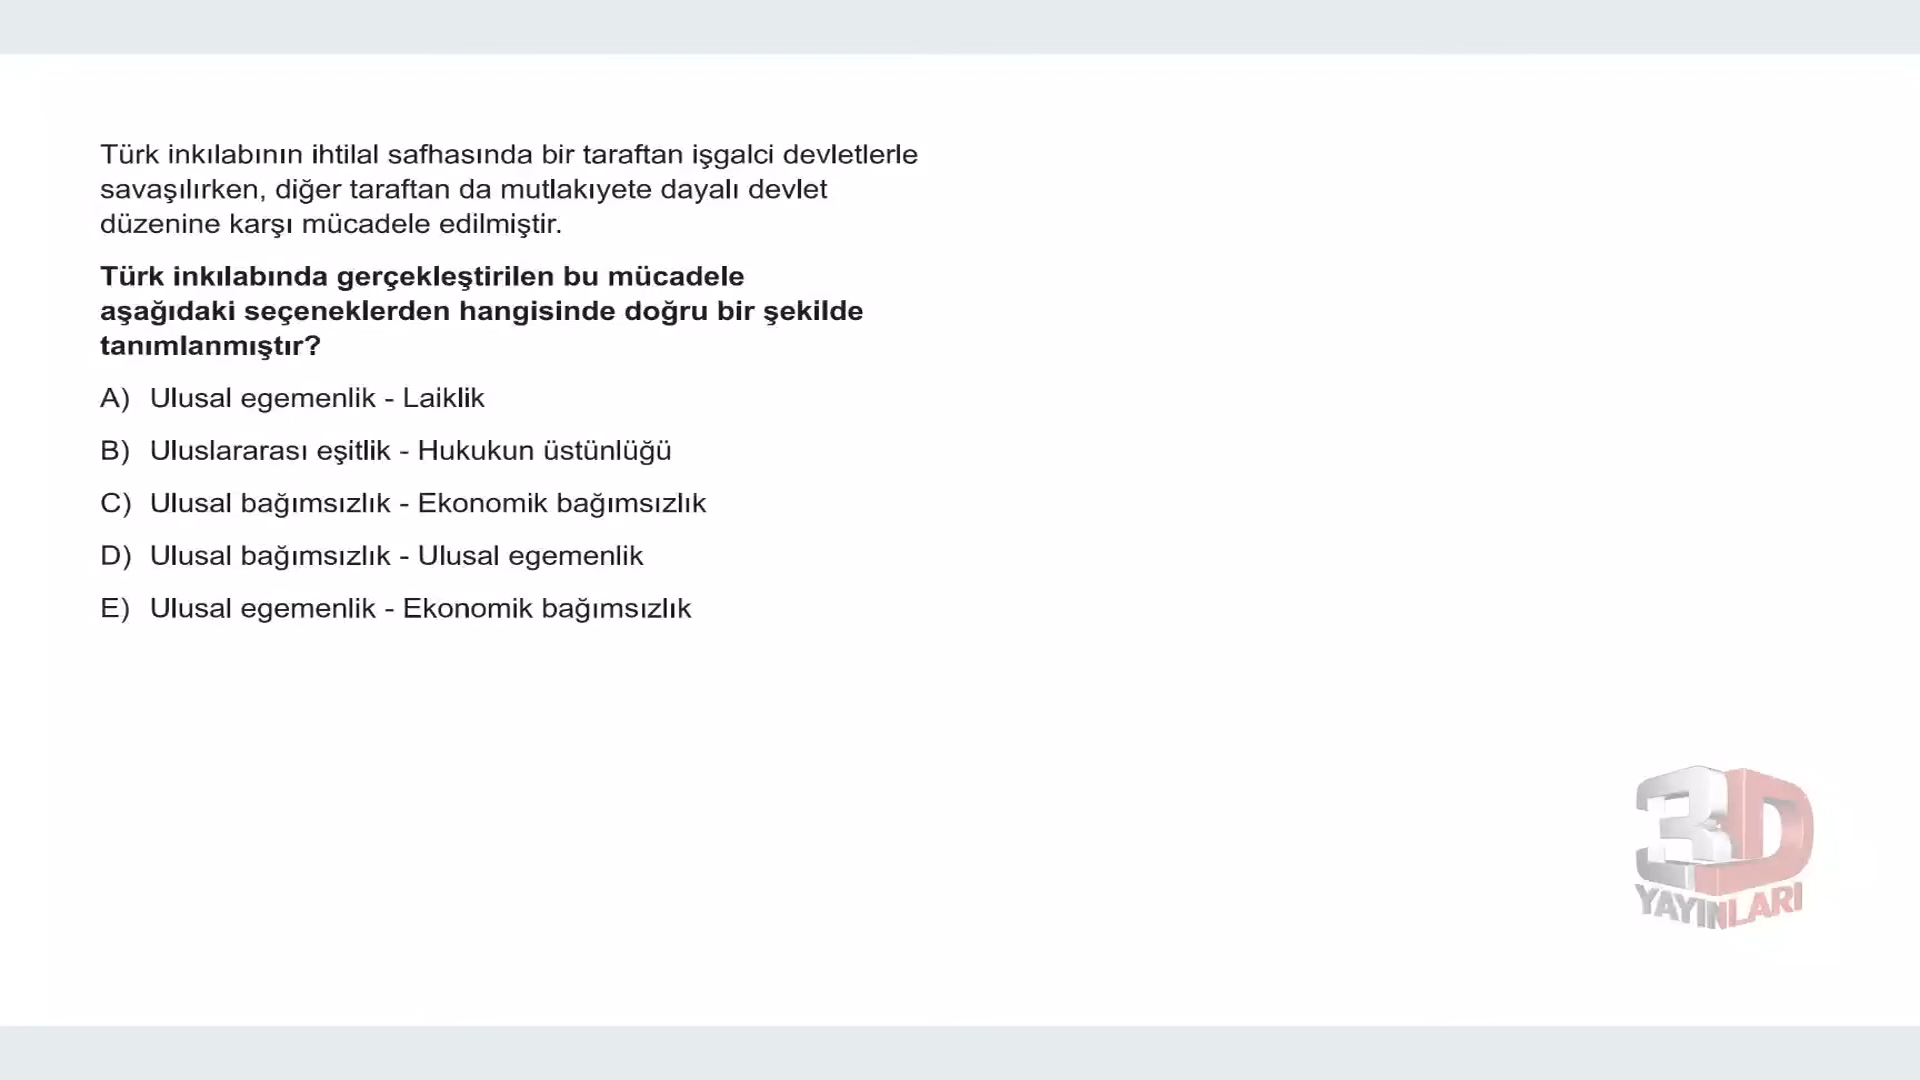 Türk inkılabının ihtilal safhasında bir taraftan işgalci devletlerle
savaşılırken, diğer taraftan da mutlakıyete dayalı devlet
düzenine karşı mücadele edilmiştir.
Türk inkılabında gerçekleştirilen bu mücadele
aşağıdaki seçeneklerden hangisinde doğru bir şekilde
tanımlanmıştır?
A) Ulusal egemenlik - Laiklik
B) Uluslararası eşitlik - Hukukun üstünlüğü
C) Ulusal bağımsızlık - Ekonomik bağımsızlık
D) Ulusal bağımsızlık - Ulusal egemenlik
E) Ulusal egemenlik - Ekonomik bağımsızlık
3D
YAYINLARI